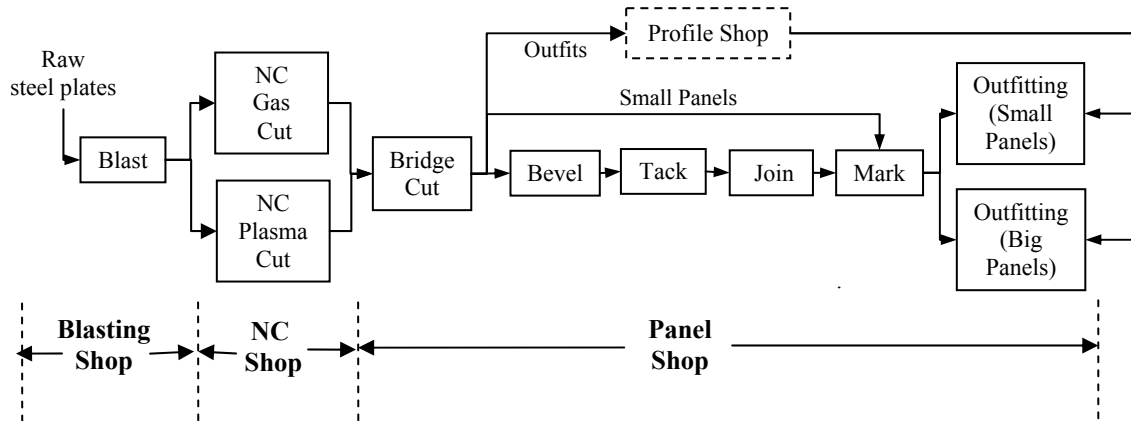 Raw
steel plates
Blast
NC
Gas
Cut
NC
Plasma
Cut
Bridge
Cut
Outfits
Profile Shop
Small Panels
Bevel
Tack
Join
Mark
Outfitting
(Small
Panels)
Outfitting
(Big
Panels)
Blasting
Shop
NC
Shop
Panel
Shop